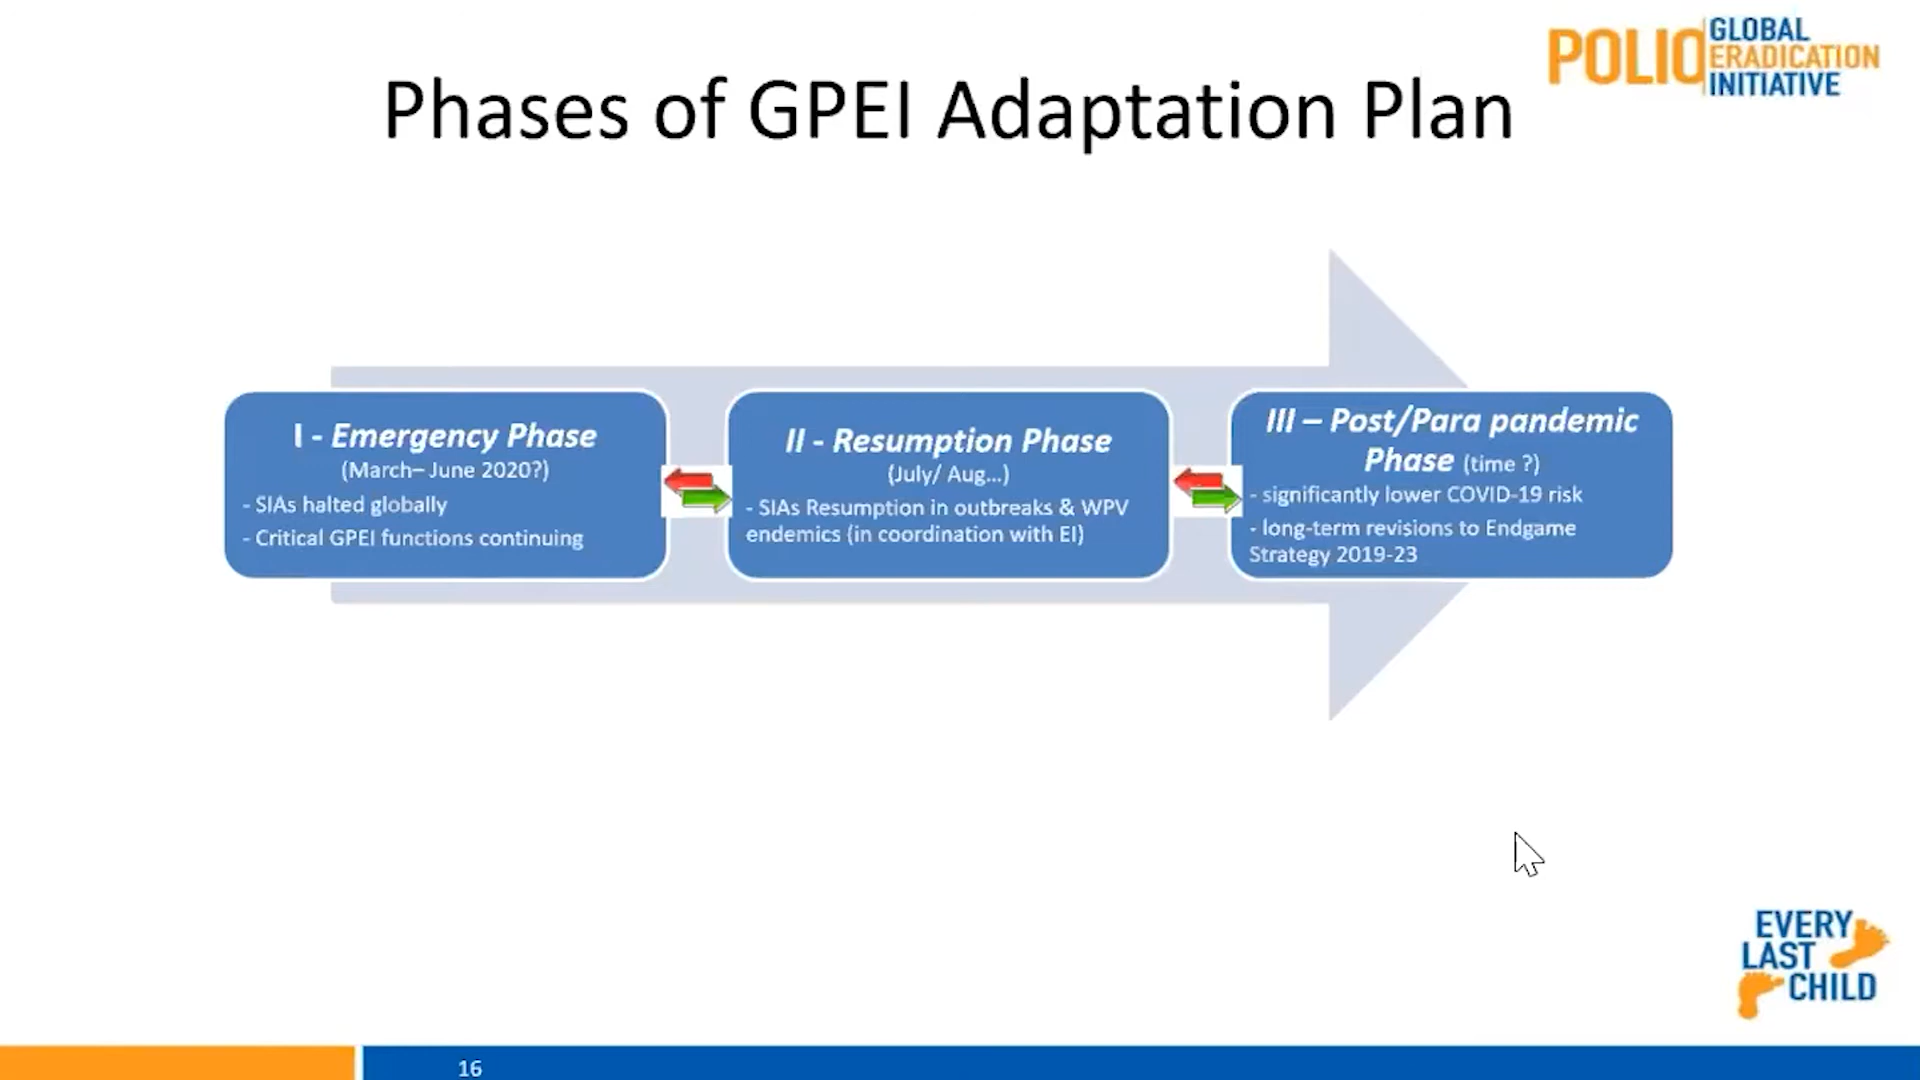 POLIO GLOBAL
ERADICATION
INITIATIVE
Phases of GPEI Adaptation Plan
I - Emergency Phase
(March– June 2020?)
- SIAs halted globally
- Critical GPEI functions continuing
II - Resumption Phase
(July/ Aug...)
- SIAs Resumption in outbreaks & WPV
endemics (in coordination with EI)
III – Post/Para pandemic
Phase (time ?)
- significantly lower COVID-19 risk
- long-term revisions to Endgame
Strategy 2019-23
EVERY
LAST
CHILD
16